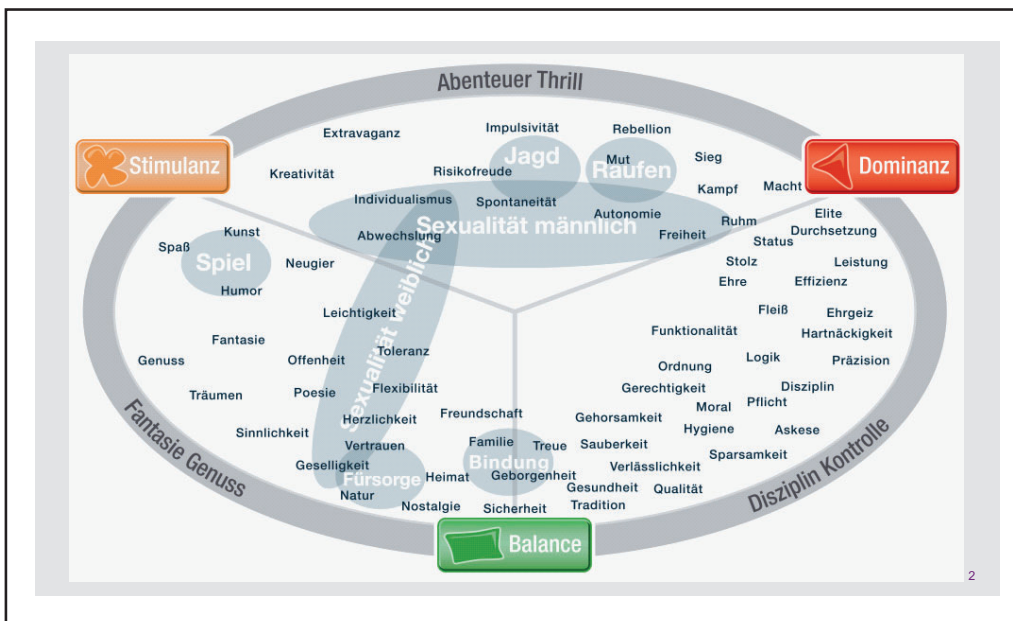 Abenteuer Thrill
Stimulanz
Dominanz
Extravaganz
Impulsivität
Rebellion
Jagd
Raufen
Mut
Sieg
Kreativität
Risikofreude
Kampf
Macht
Individualismus
Spontaneität
Autonomie
Ruhm
Elite
Sexualität männlich
Abwechslung
Freiheit
Durchsetzung
Status
Kunst
Spaß
Spiel
Neugier
Humor
Stolz
Leistung
Ehre
Effizienz
Sexualität weiblich
Leichtigkeit
Fleiß
Ehrgeiz
Funktionalität
Hartnäckigkeit
Fantasie
Genuss
Offenheit
Toleranz
Logik
Präzision
Ordnung
Träumen
Poesie
Flexibilität
Gerechtigkeit
Disziplin
Pflicht
Moral
Herzlichkeit
Freundschaft
Gehorsamkeit
Hygiene
Askese
Sinnlichkeit
Vertrauen
Familie
Treue
Sauberkeit
Sparsamkeit
Geselligkeit
Bindung
Verlässlichkeit
Fürsorge
Heimat
Geborgenheit
Natur
Gesundheit
Qualität
Nostalgie
Sicherheit
Tradition
Fantasie Genuss
Disziplin Kontrolle
Balance
2